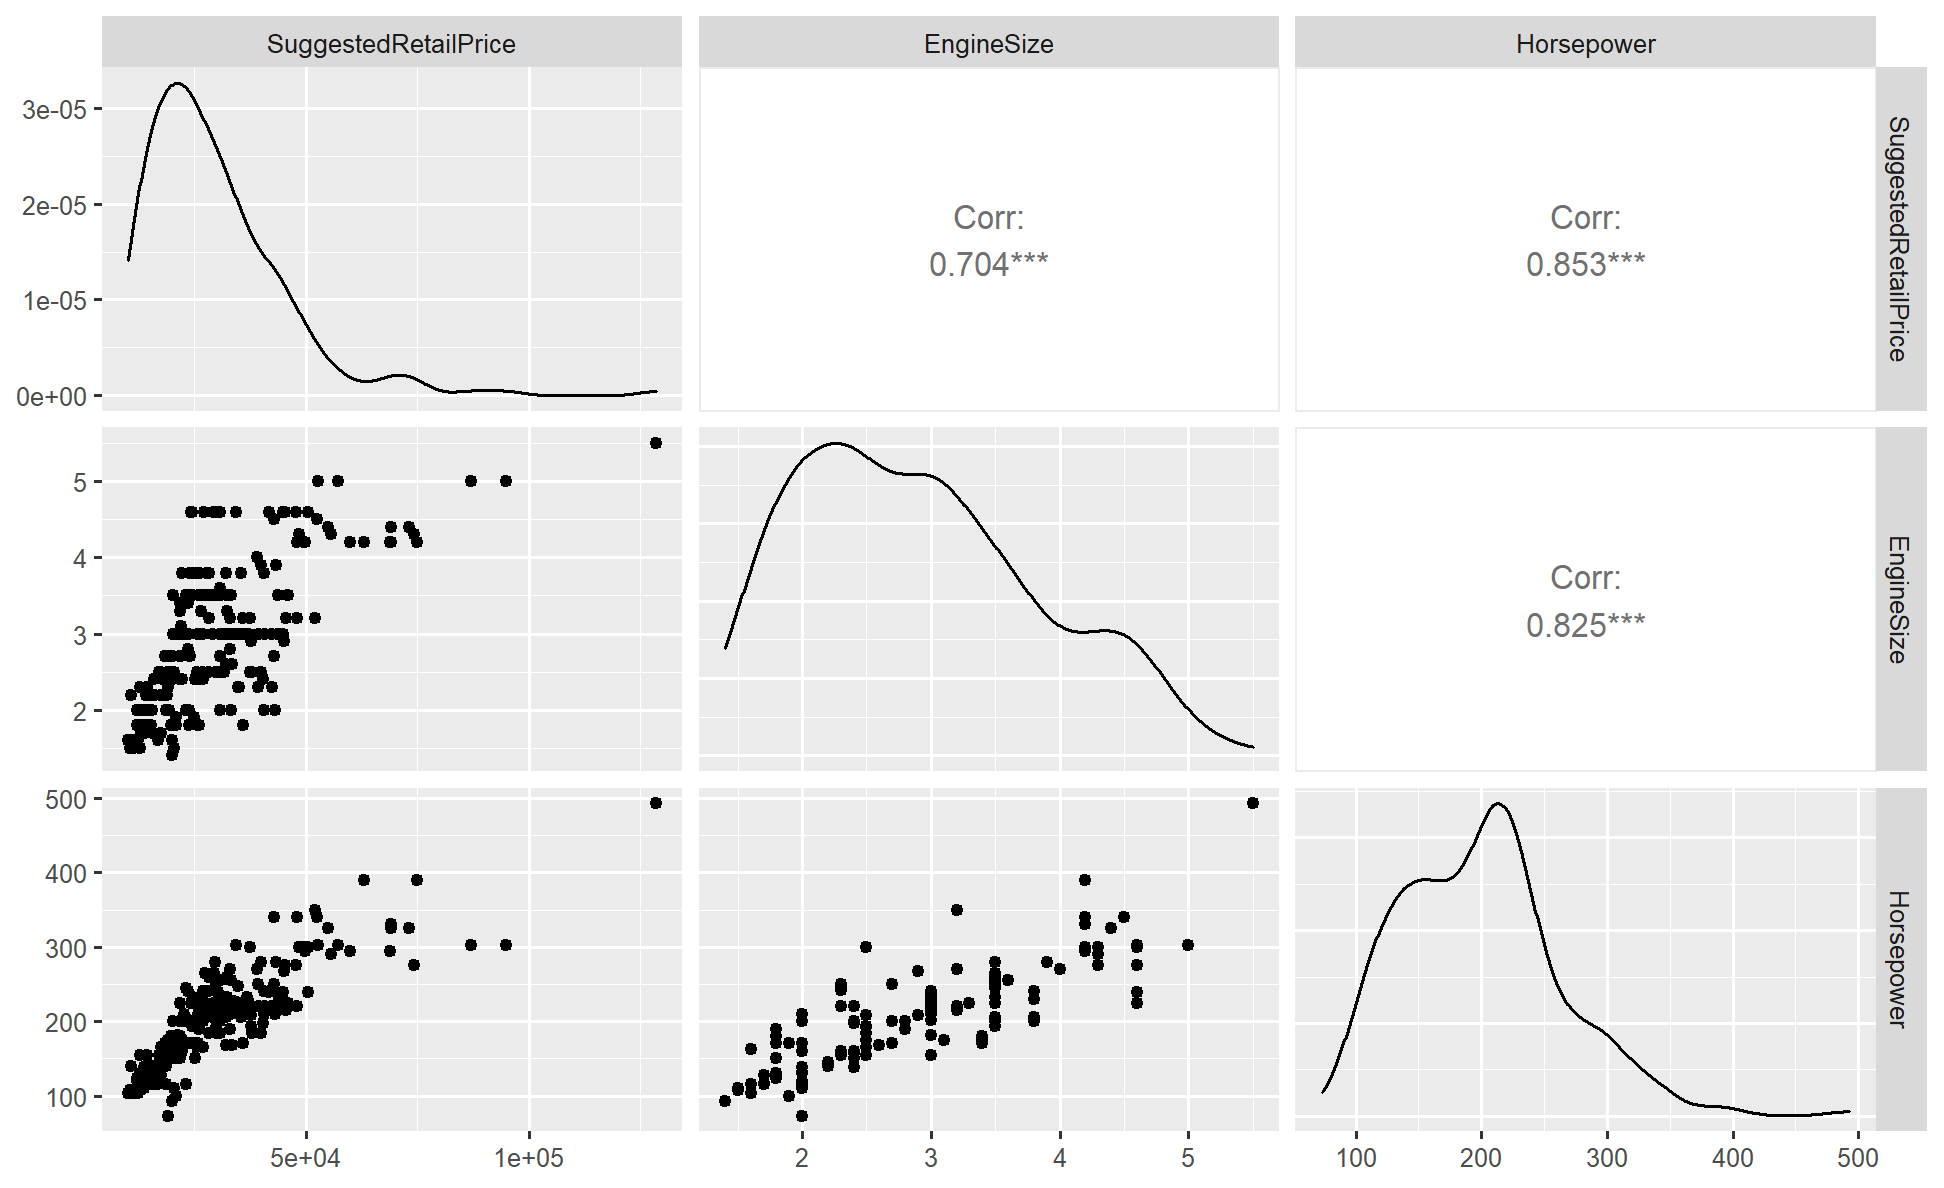 SuggestedRetailPrice
EngineSize
Horsepower
3e-05
2e-05
1e-05
0e+00
Corr:
0.704***
Corr:
0.853***
SuggestedRetailPrice
5
4
3
2
Corr:
0.825***
EngineSize
500
400
300
200
100
Horsepower
5e+04
1e+05
2
3
4
5
100
200
300
400
500